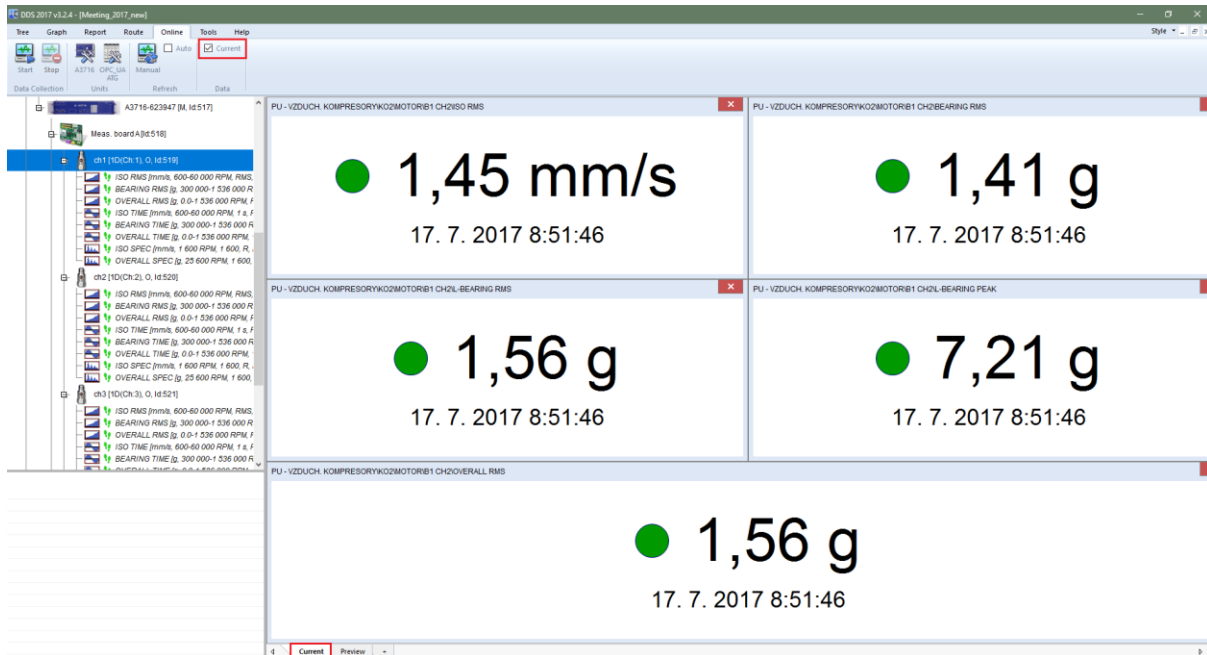 DDS 2017 v3.2.4 - [Meeting_2017_new]
Tree Graph Report Route Online Tools Help
Style
Start Stop A3716 OPC_UA ATG Manual Auto Current
Data Collection Units Refresh Data
A3716-623947 [M, Id:517]
Meas. board A[Id:518]
ch1 [1D(Ch:1), O, Id:519]
ISO RMS [mm/s, 600-60 000 RPM, RMS,
BEARING RMS [g, 300 000-1 536 000 R
OVERALL RMS [g, 0.0-1 536 000 RPM, F
ISO TIME [mm/s, 600-60 000 RPM, 1 s, F
BEARING TIME [g, 300 000-1 536 000 R
OVERALL TIME [g, 0.0-1 536 000 RPM,
ISO SPEC [mm/s, 1 600 RPM, 1 600, R,
OVERALL SPEC [g, 25 600 RPM, 1 600,
ch2 [1D(Ch:2), O, Id:520]
ISO RMS [mm/s, 600-60 000 RPM, RMS,
BEARING RMS [g, 300 000-1 536 000 R
OVERALL RMS [g, 0.0-1 536 000 RPM, F
ISO TIME [mm/s, 600-60 000 RPM, 1 s, F
BEARING TIME [g, 300 000-1 536 000 R
OVERALL TIME [g, 0.0-1 536 000 RPM,
ISO SPEC [mm/s, 1 600 RPM, 1 600, R,
OVERALL SPEC [g, 25 600 RPM, 1 600,
ch3 [1D(Ch:3), O, Id:521]
ISO RMS [mm/s, 600-60 000 RPM, RMS,
BEARING RMS [g, 300 000-1 536 000 R
OVERALL RMS [g, 0.0-1 536 000 RPM, F
ISO TIME [mm/s, 600-60 000 RPM, 1 s, F
BEARING TIME [g, 300 000-1 536 000 R
PU - VZDUCH. KOMPRESORY\KO2\MOTOR\B1 CH2\ISO RMS
1,45 mm/s
17. 7. 2017 8:51:46
PU - VZDUCH. KOMPRESORY\KO2\MOTOR\B1 CH2\BEARING RMS
1,41 g
17. 7. 2017 8:51:46
PU - VZDUCH. KOMPRESORY\KO2\MOTOR\B1 CH2\L-BEARING RMS
1,56 g
17. 7. 2017 8:51:46
PU - VZDUCH. KOMPRESORY\KO2\MOTOR\B1 CH2\L-BEARING PEAK
7,21 g
17. 7. 2017 8:51:46
PU - VZDUCH. KOMPRESORY\KO2\MOTOR\B1 CH2\OVERALL RMS
1,56 g
17. 7. 2017 8:51:46
Current Preview